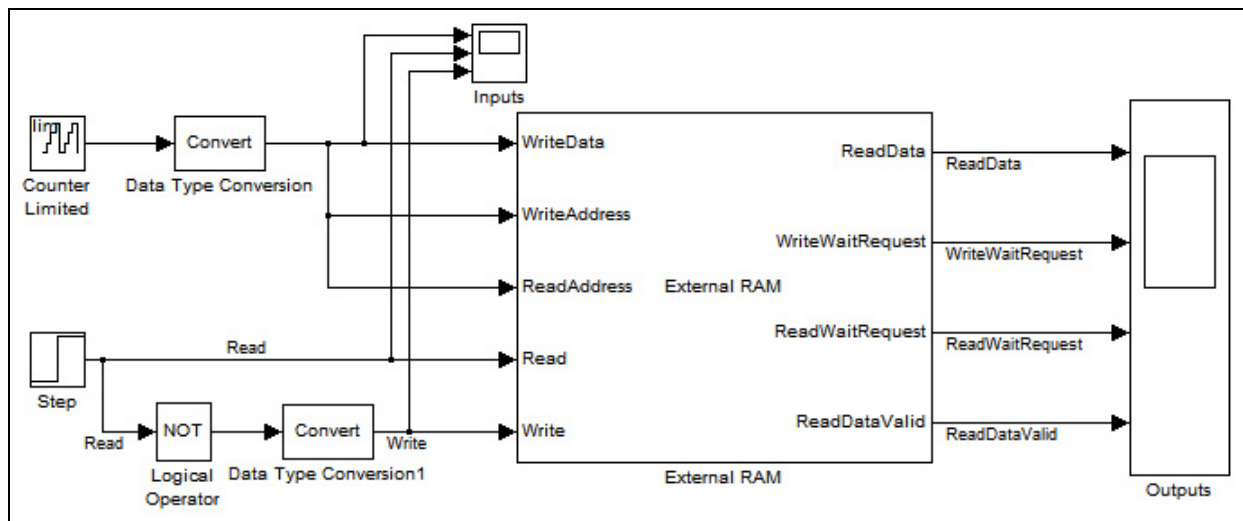 Inputs
lim
Counter
Limited
Convert
Data Type Conversion
WriteData
WriteAddress
ReadAddress
Read
Write
External RAM
ReadData
WriteWaitRequest
ReadWaitRequest
ReadDataValid
External RAM
ReadData
WriteWaitRequest
ReadWaitRequest
ReadDataValid
Outputs
Step
Read
Read
NOT
Logical
Operator
Convert
Data Type Conversion1
Write